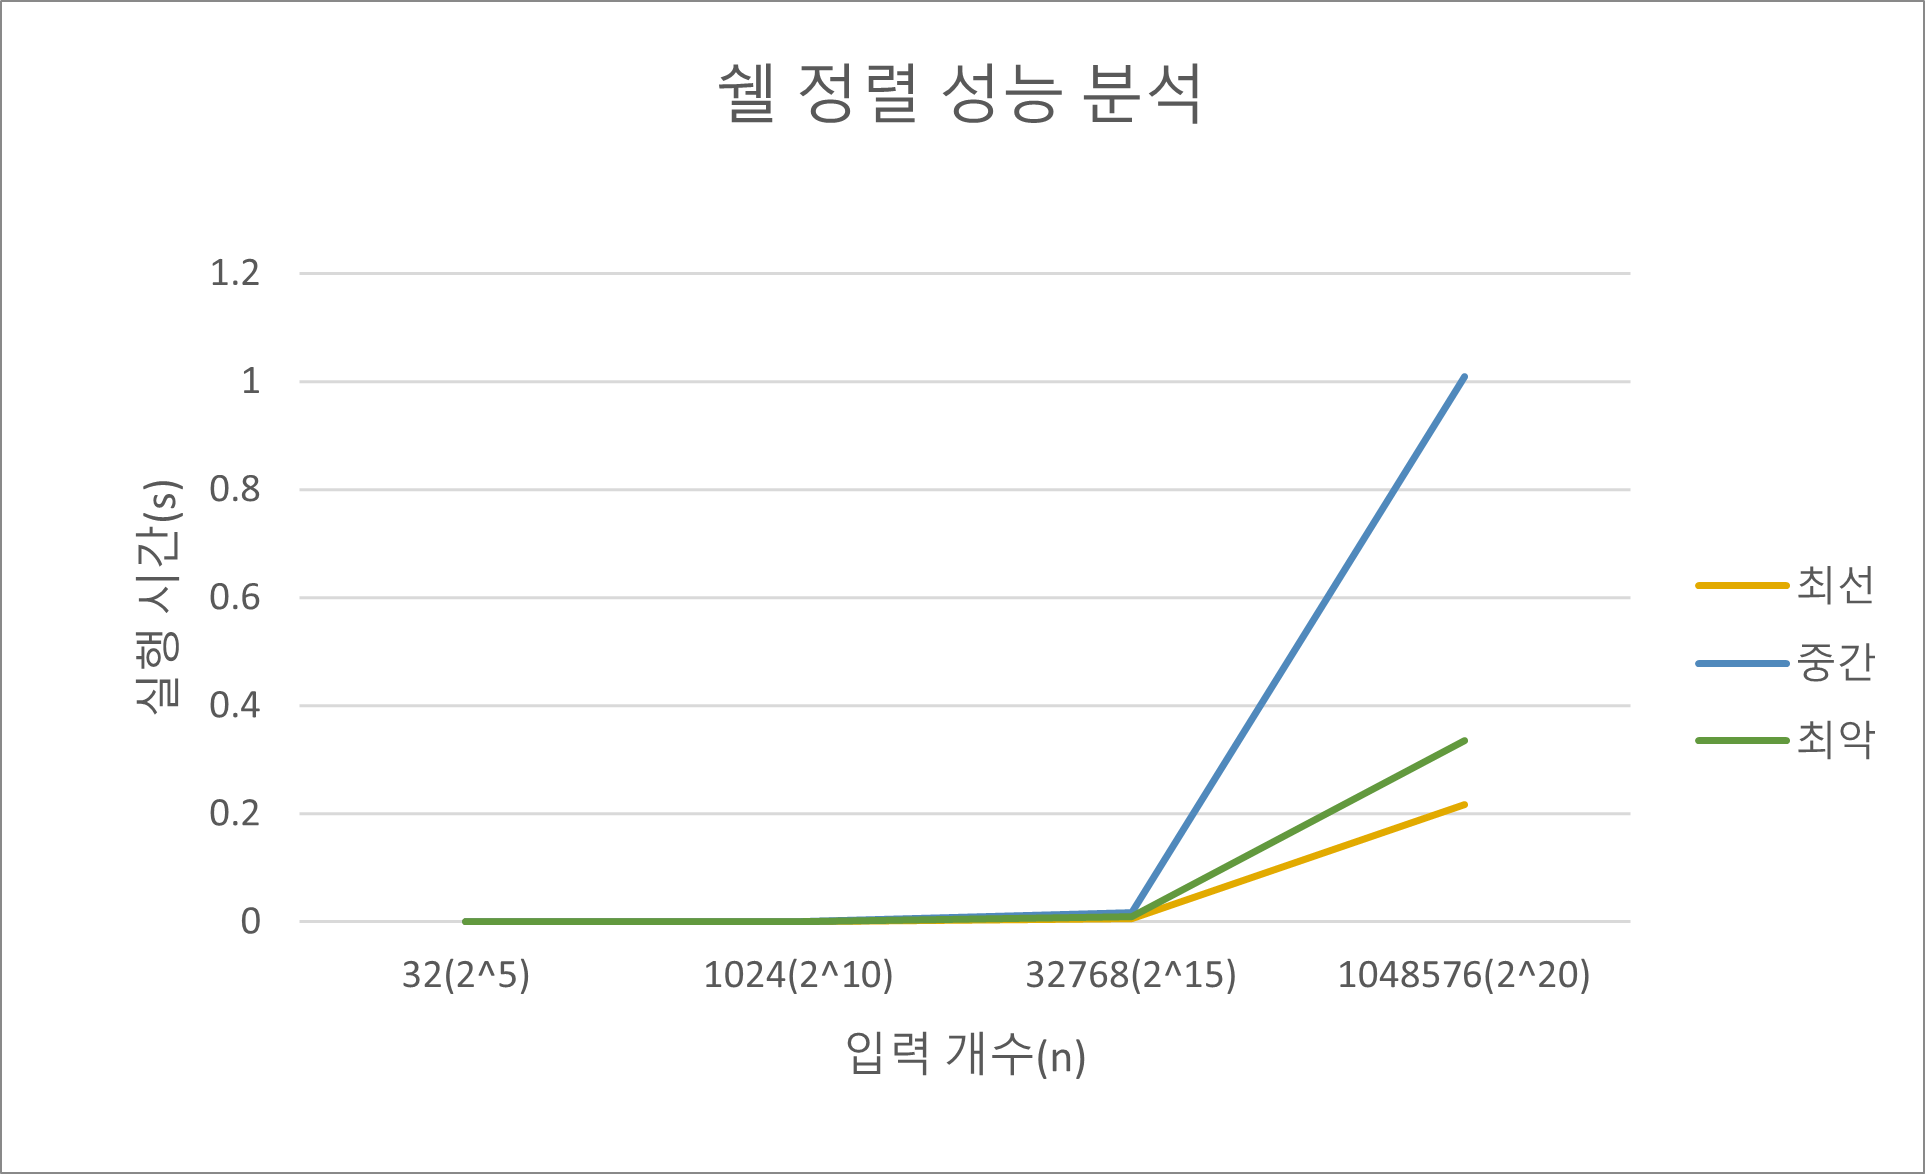 쉘 정렬 성능 분석
1.2
1
0.8
0.6
0.4
0.2
0
실행 시간(s)
32(2^5)
1024(2^10)
32768(2^15)
1048576(2^20)
입력 개수(n)
최선
중간
최악